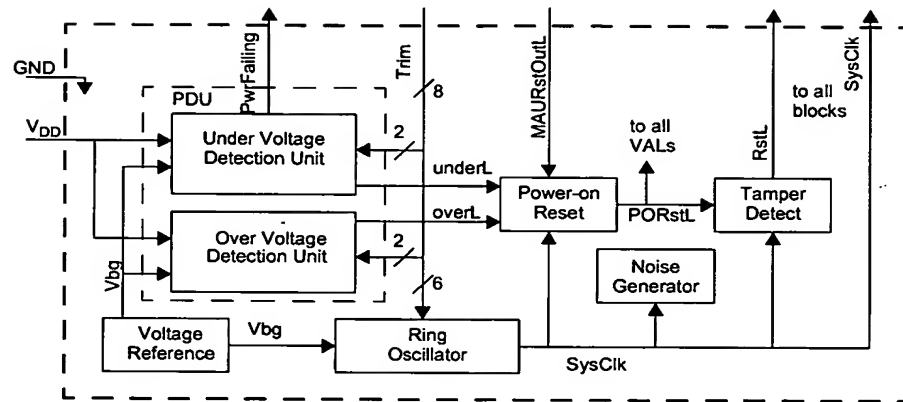 GND
V_DD
PDU
PwrFailing
Trim
8
MAURstOutL
RstL
to all
blocks
SysClk
Under Voltage
Detection Unit
2
underL
to all
VALs
Power-on
Reset
PORstL
Tamper
Detect
overL
Over Voltage
Detection Unit
2
Vbg
6
Noise
Generator
Voltage
Reference
Vbg
Ring
Oscillator
SysClk